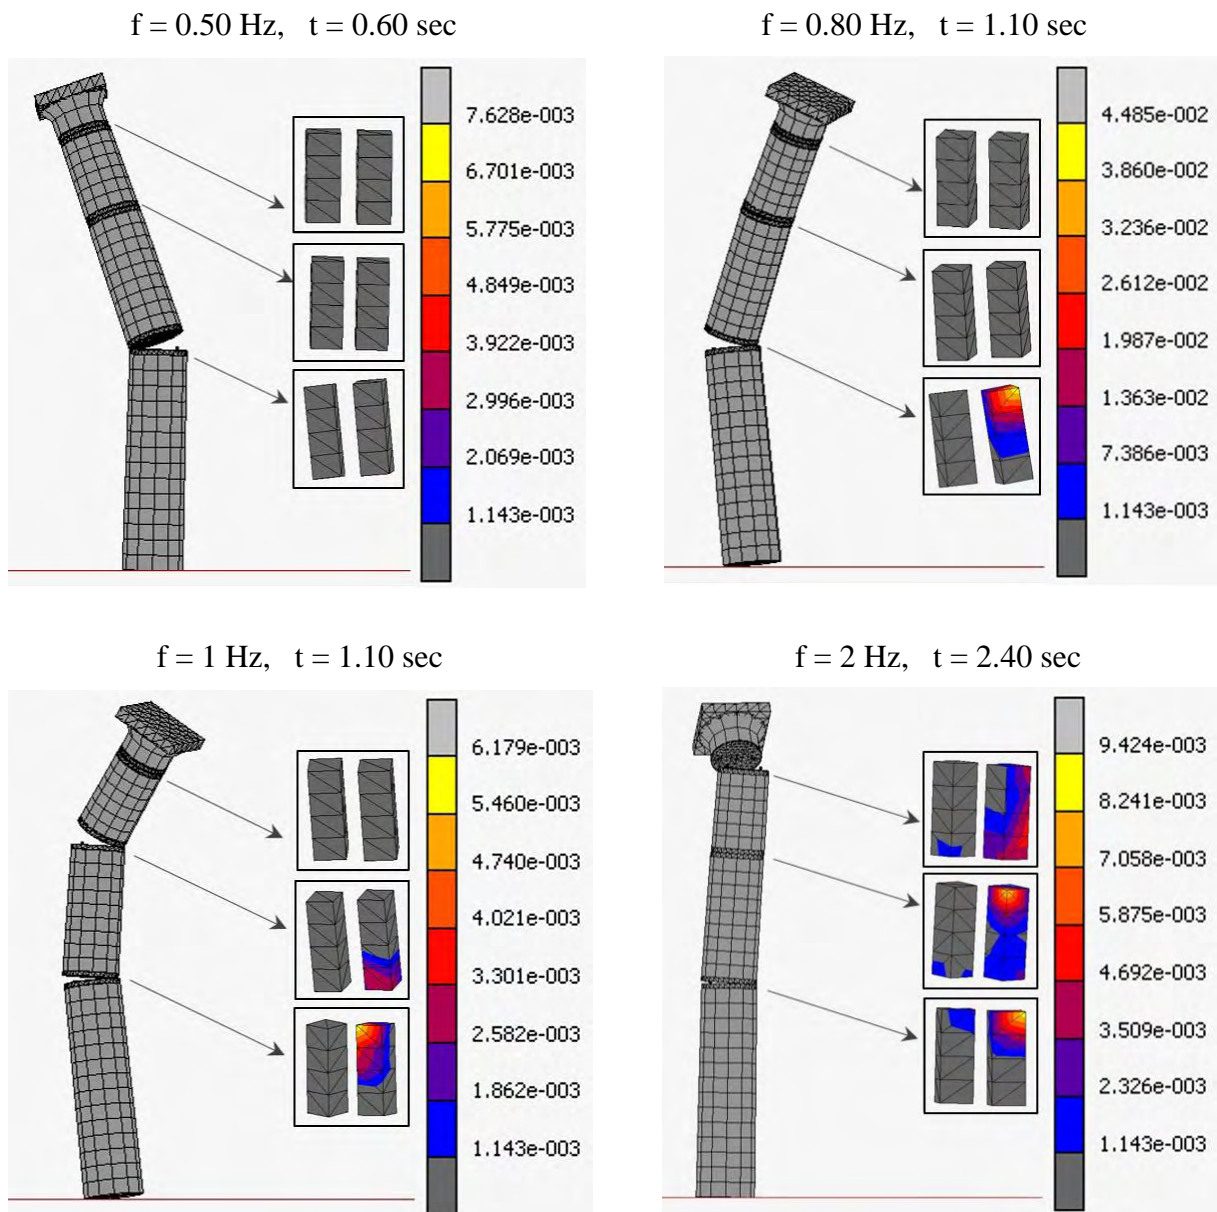 f = 0.50 Hz, t = 0.60 sec
7.628e-003
6.701e-003
5.775e-003
4.849e-003
3.922e-003
2.996e-003
2.069e-003
1.143e-003
f = 0.80 Hz, t = 1.10 sec
4.485e-002
3.860e-002
3.236e-002
2.612e-002
1.987e-002
1.363e-002
7.386e-003
1.143e-003
f = 1 Hz, t = 1.10 sec
6.179e-003
5.460e-003
4.740e-003
4.021e-003
3.301e-003
2.582e-003
1.862e-003
1.143e-003
f = 2 Hz, t = 2.40 sec
9.424e-003
8.241e-003
7.058e-003
5.875e-003
4.692e-003
3.509e-003
2.326e-003
1.143e-003